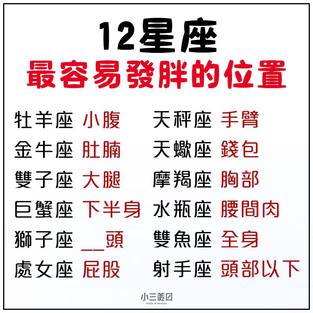 12星座
最容易發胖的位置
牡羊座 小腹 天秤座 手臂
金牛座 肚腩 天蠍座 錢包
雙子座 大腿 摩羯座 胸部
巨蟹座 下半身 水瓶座 腰間肉
獅子座 __頭 雙魚座 全身
處女座 屁股 射手座 頭部以下
小三美日